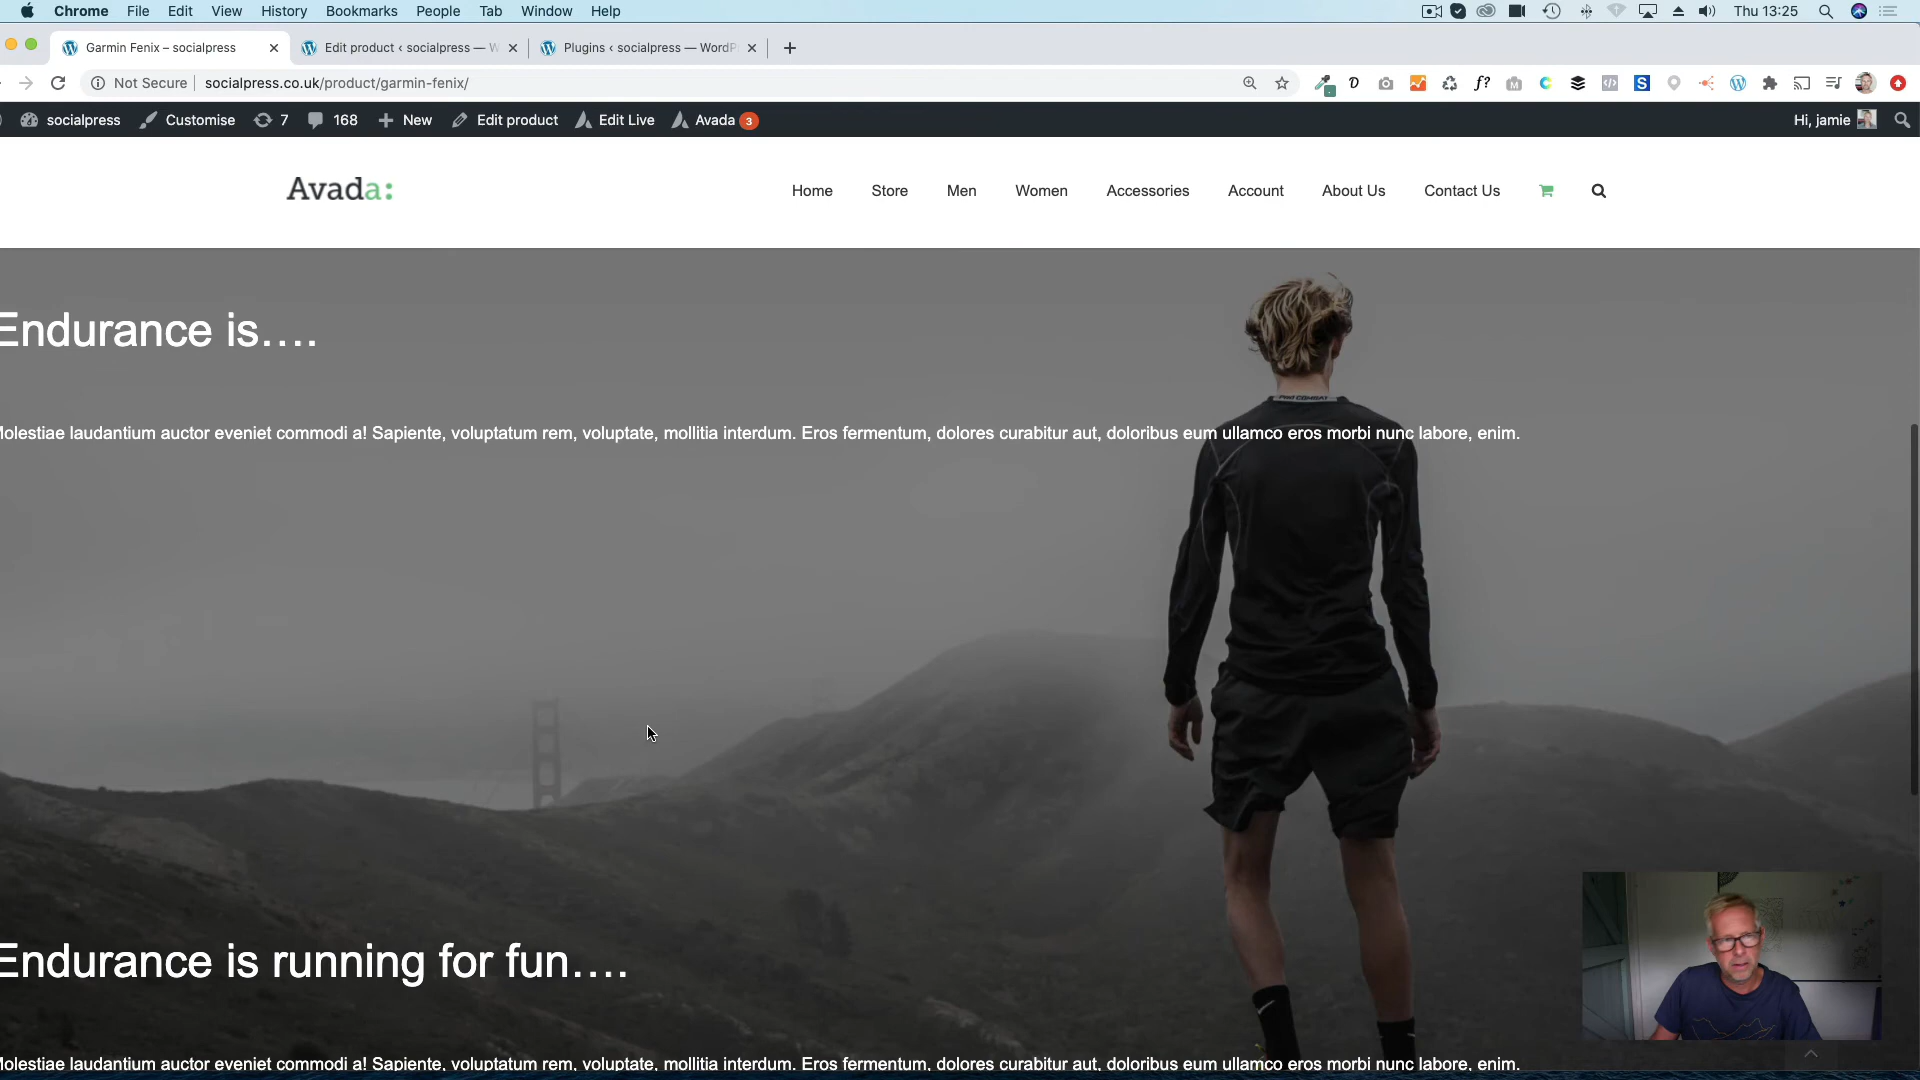 Chrome File Edit View History Bookmarks People Tab Window Help Thu 13:25
Garmin Fenix – socialpress Edit product ‹ socialpress — W Plugins ‹ socialpress — WordP
Not Secure socialpress.co.uk/product/garmin-fenix/
socialpress Customise 7 168 New Edit product Edit Live Avada 3 Hi, jamie
Avada: Home Store Men Women Accessories Account About Us Contact Us
Endurance is....
Molestiae laudantium auctor eveniet commodi a! Sapiente, voluptatum rem, voluptate, mollitia interdum. Eros fermentum, dolores curabitur aut, doloribus eum ullamco eros morbi nunc labore, enim.
Endurance is running for fun....
Molestiae laudantium auctor eveniet commodi a! Sapiente, voluptatum rem, voluptate, mollitia interdum. Eros fermentum, dolores curabitur aut, doloribus eum ullamco eros morbi nunc labore, enim.